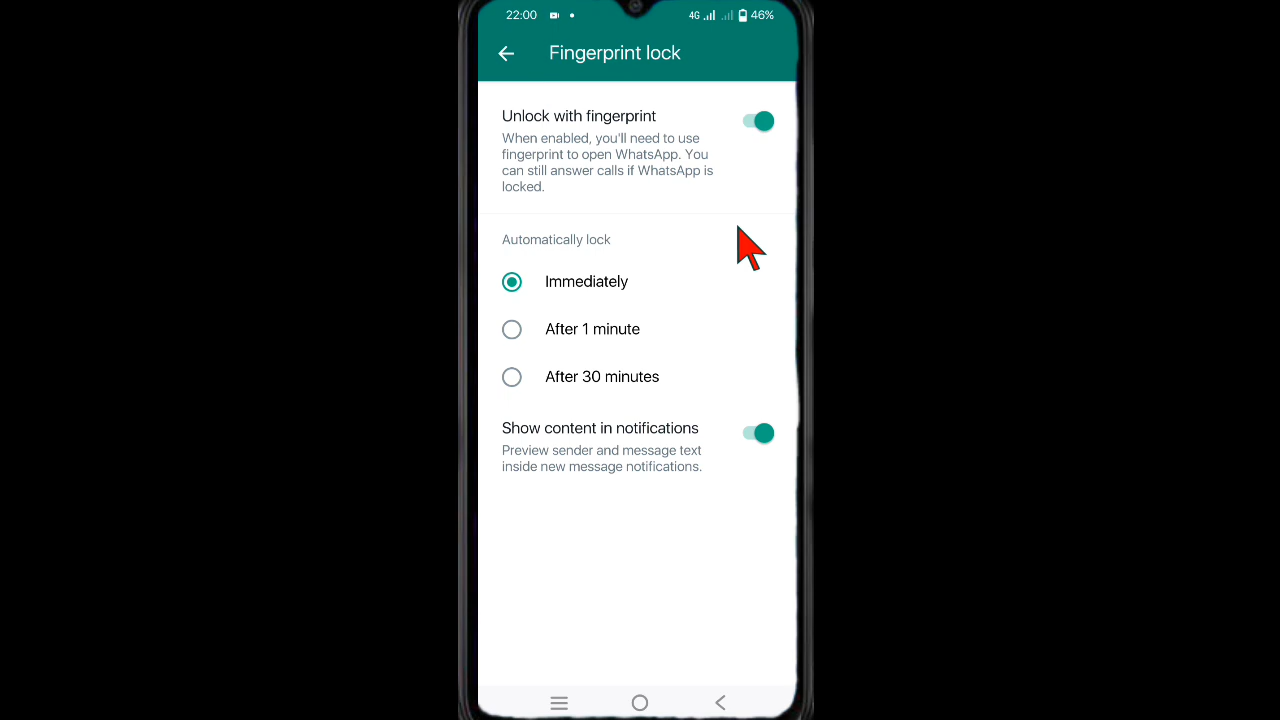 22:00 4G 46%
Fingerprint lock
Unlock with fingerprint
When enabled, you'll need to use
fingerprint to open WhatsApp. You
can still answer calls if WhatsApp is
locked.
Automatically lock
Immediately
After 1 minute
After 30 minutes
Show content in notifications
Preview sender and message text
inside new message notifications.